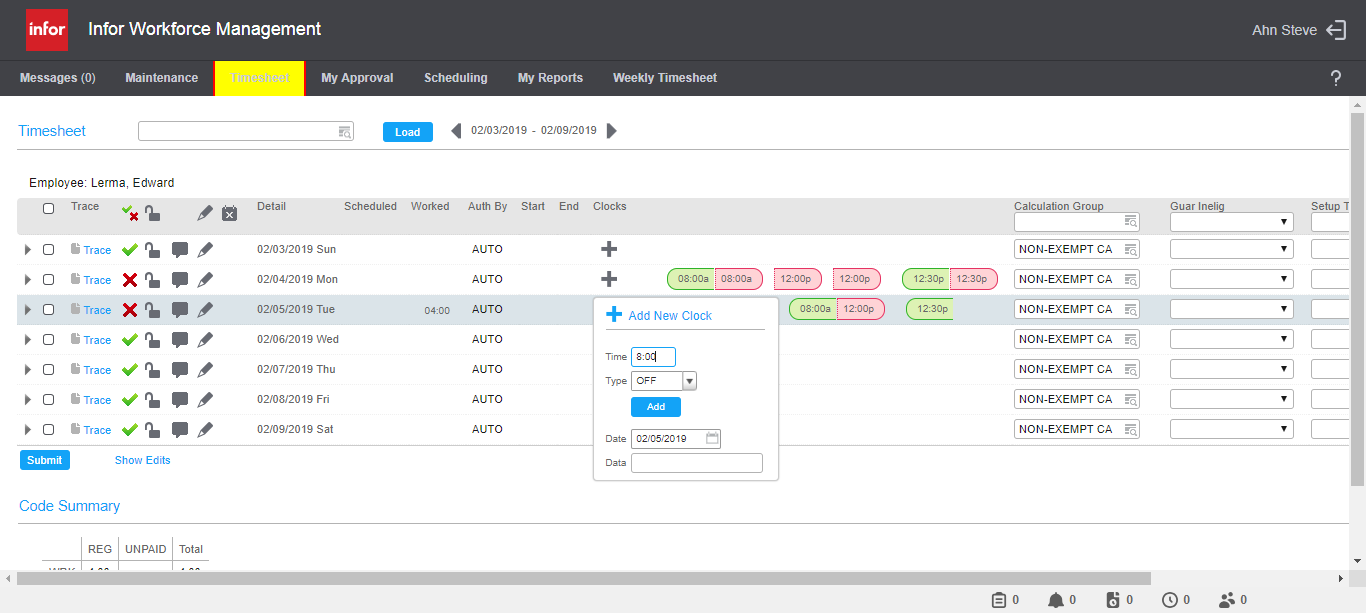 infor Infor Workforce Management Ahn Steve
Messages (0) Maintenance Timesheet My Approval Scheduling My Reports Weekly Timesheet ?
Timesheet Load 02/03/2019 - 02/09/2019
Employee: Lerma, Edward
Trace Detail Scheduled Worked Auth By Start End Clocks Calculation Group Guar Inelig Setup T
Trace 02/03/2019 Sun AUTO NON-EXEMPT CA
Trace 02/04/2019 Mon AUTO 08:00a 08:00a 12:00p 12:00p 12:30p 12:30p NON-EXEMPT CA
Trace 02/05/2019 Tue 04:00 AUTO 08:00a 12:00p 12:30p NON-EXEMPT CA
Add New Clock
Trace 02/06/2019 Wed AUTO NON-EXEMPT CA
Time 8:00
Trace 02/07/2019 Thu AUTO NON-EXEMPT CA
Type OFF
Trace 02/08/2019 Fri AUTO NON-EXEMPT CA
Add
Trace 02/09/2019 Sat AUTO NON-EXEMPT CA
Date 02/05/2019
Data
Submit Show Edits
Code Summary
REG UNPAID Total
0 0 0 0 0